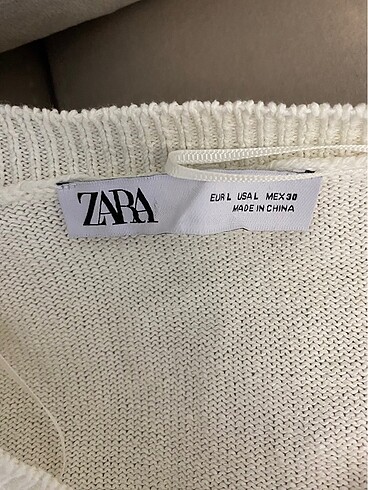 ZARA
EUR L USA L MEX 30
MADE IN CHINA